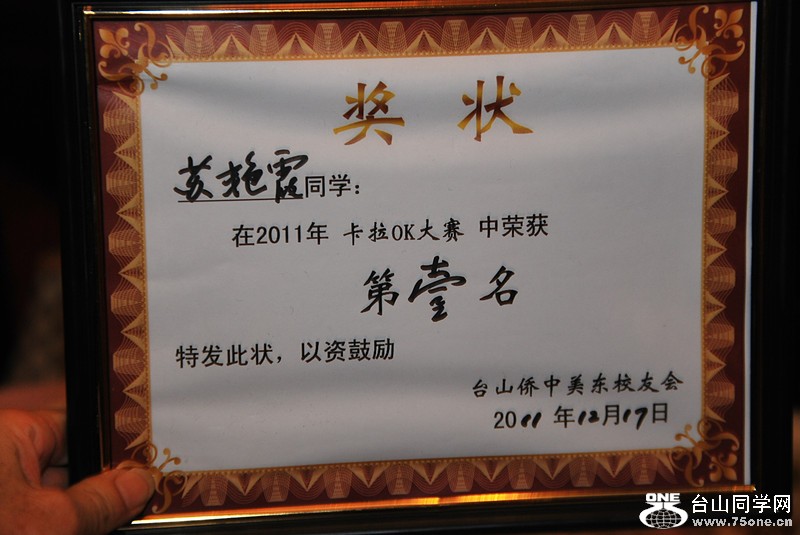 奖状
苏艳霞同学：
在2011年 卡拉OK大赛 中荣获
第壹名
特发此状，以资鼓励
台山侨中美东校友会
2011年12月17日
ONE 台山同学网
www.75one.cn